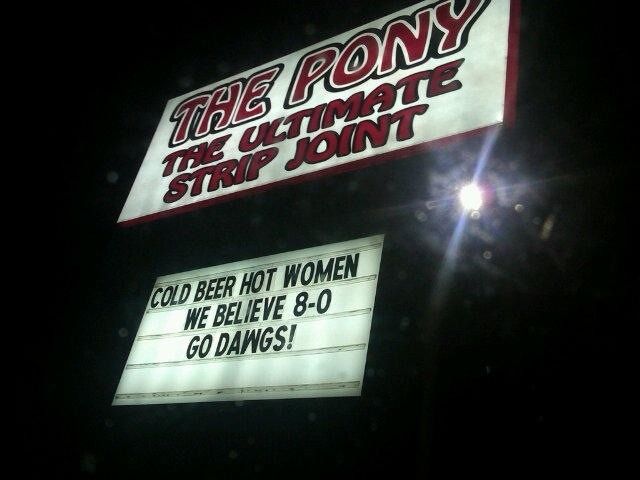 THE PONY
THE ULTIMATE
STRIP JOINT
COLD BEER HOT WOMEN
WE BELIEVE 8-0
GO DAWGS!